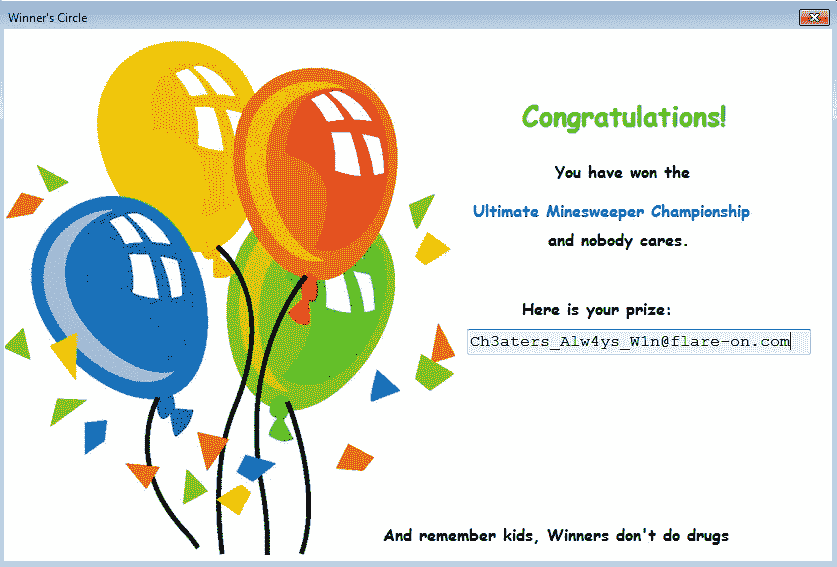 Winner's Circle
Congratulations!
You have won the
Ultimate Minesweeper Championship
and nobody cares.
Here is your prize:
Ch3aters_Alw4ys_W1n@flare-on.com
And remember kids, Winners don't do drugs